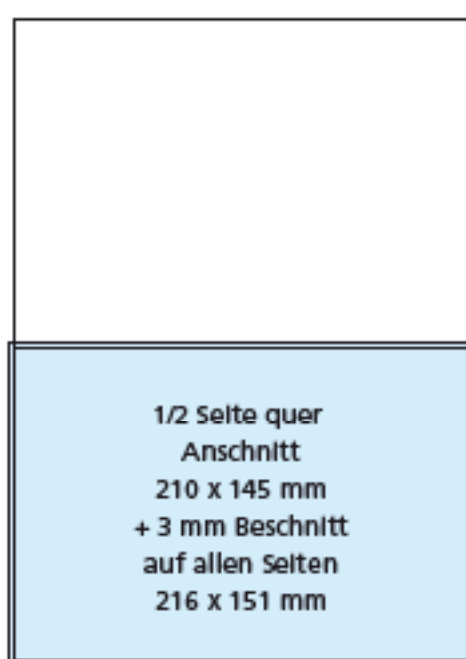 1/2 Seite quer
Anschnitt
210 x 145 mm
+ 3 mm Beschnitt
auf allen Seiten
216 x 151 mm